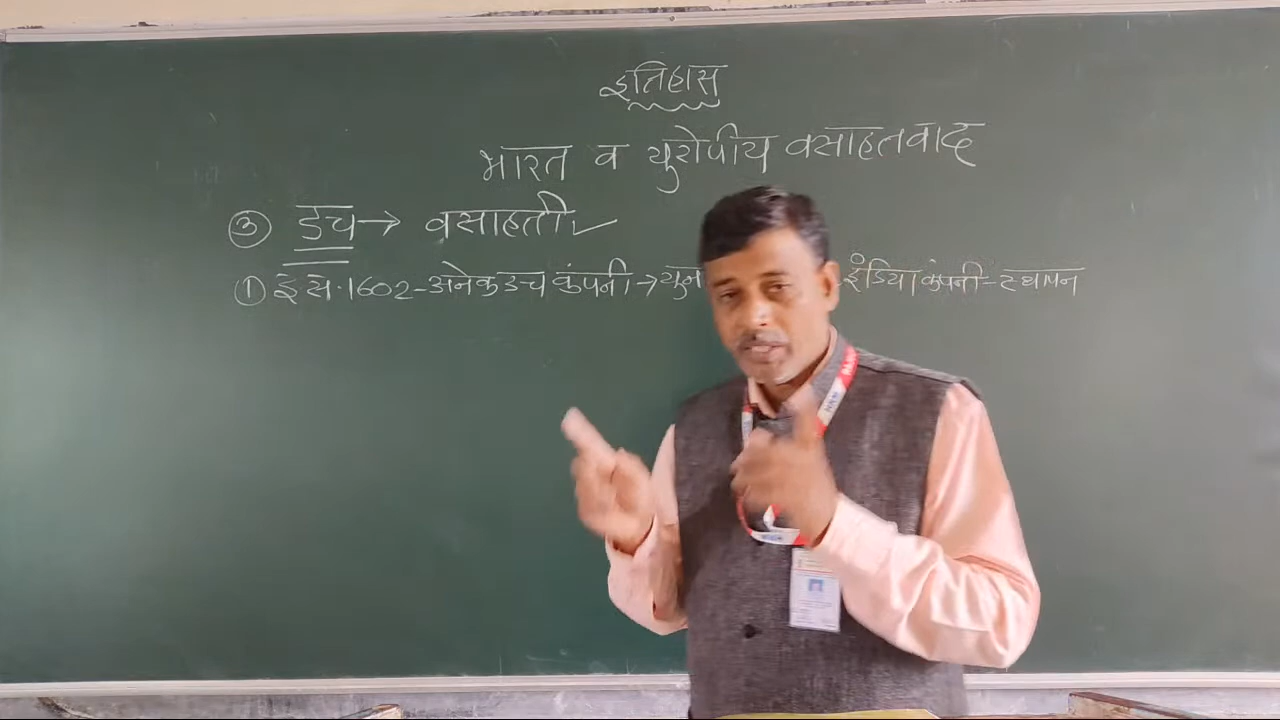 इतिहास
भारत व युरोपीय वसाहतवाद
③ डच → वसाहती ✓
① इ.स. 1602 - अनेक डच कंपनी → युन इंडिया कंपनी - स्थापन